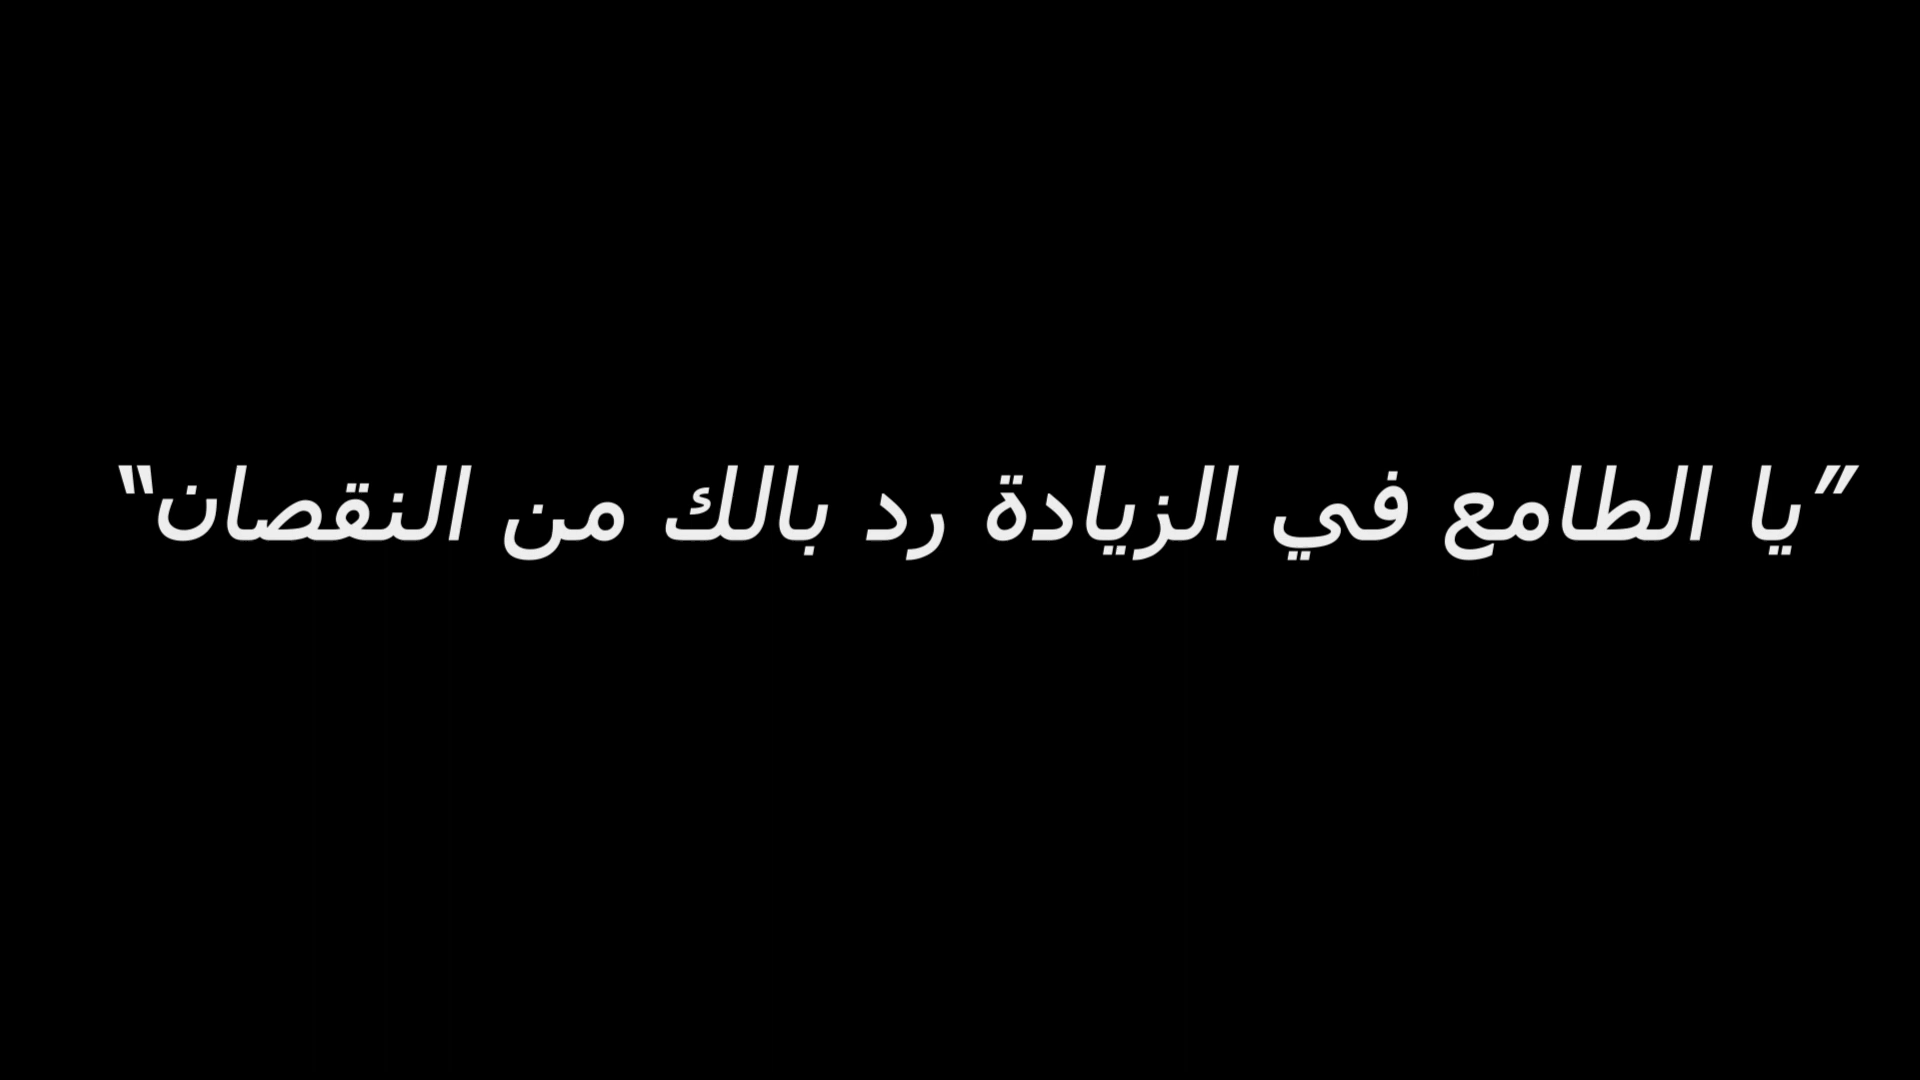 ”يا الطامع في الزيادة رد بالك من النقصان“